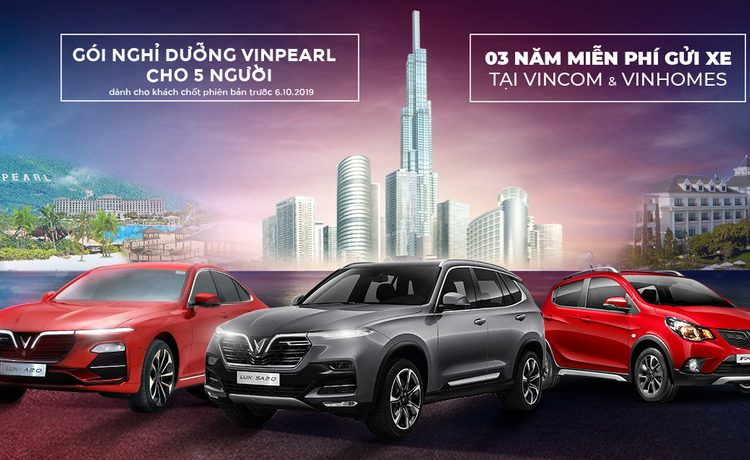 GÓI NGHỈ DƯỠNG VINPEARL
CHO 5 NGƯỜI
dành cho khách chốt phiên bản trước 6.10.2019
03 NĂM MIỄN PHÍ GỬI XE
TẠI VINCOM & VINHOMES
PEARL
LUX A2.0
LUX SA2.0